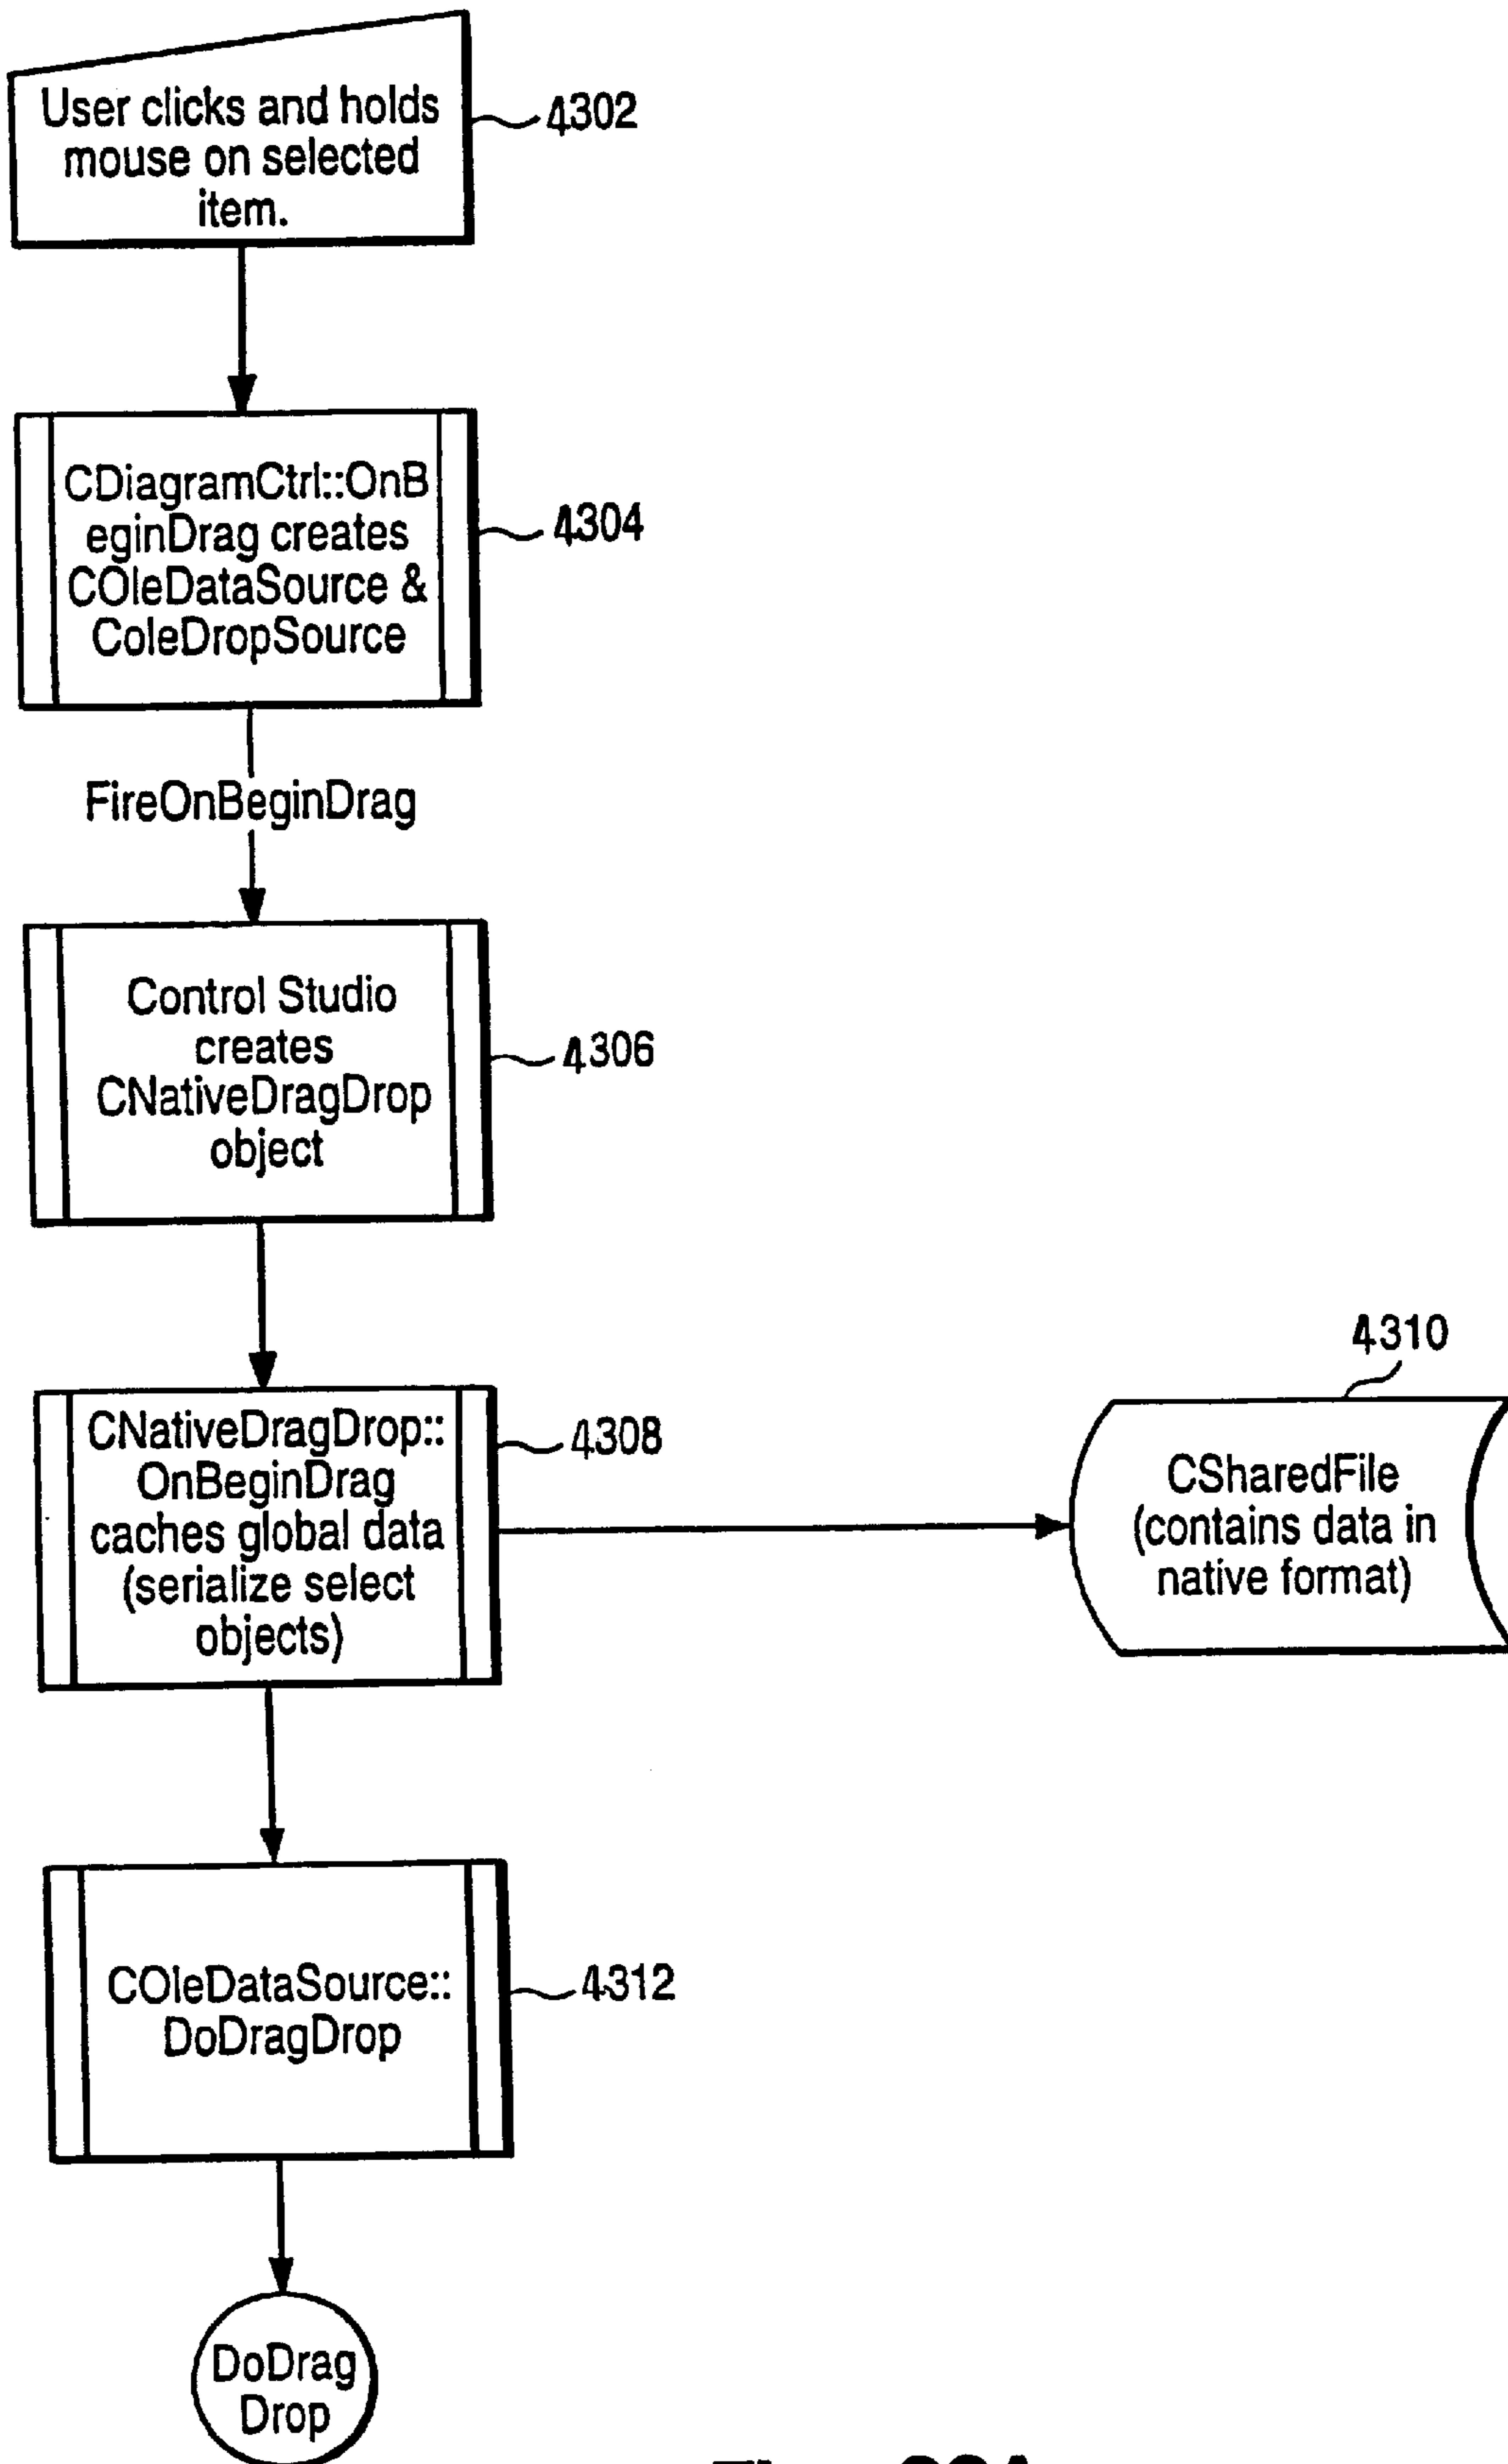 User clicks and holds
mouse on selected
item.
4302
CDiagramCtrl::OnB
eginDrag creates
COleDataSource &
ColeDropSource
4304
FireOnBeginDrag
Control Studio
creates
CNativeDragDrop
object
4306
CNativeDragDrop::
OnBeginDrag
caches global data
(serialize select
objects)
4308
4310
CSharedFile
(contains data in
native format)
COleDataSource::
DoDragDrop
4312
DoDrag
Drop